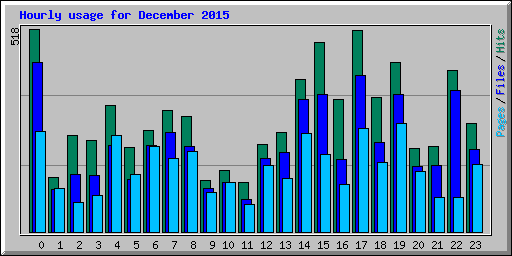 Hourly usage for December 2015
518
Pages / Files / Hits
0 1 2 3 4 5 6 7 8 9 10 11 12 13 14 15 16 17 18 19 20 21 22 23